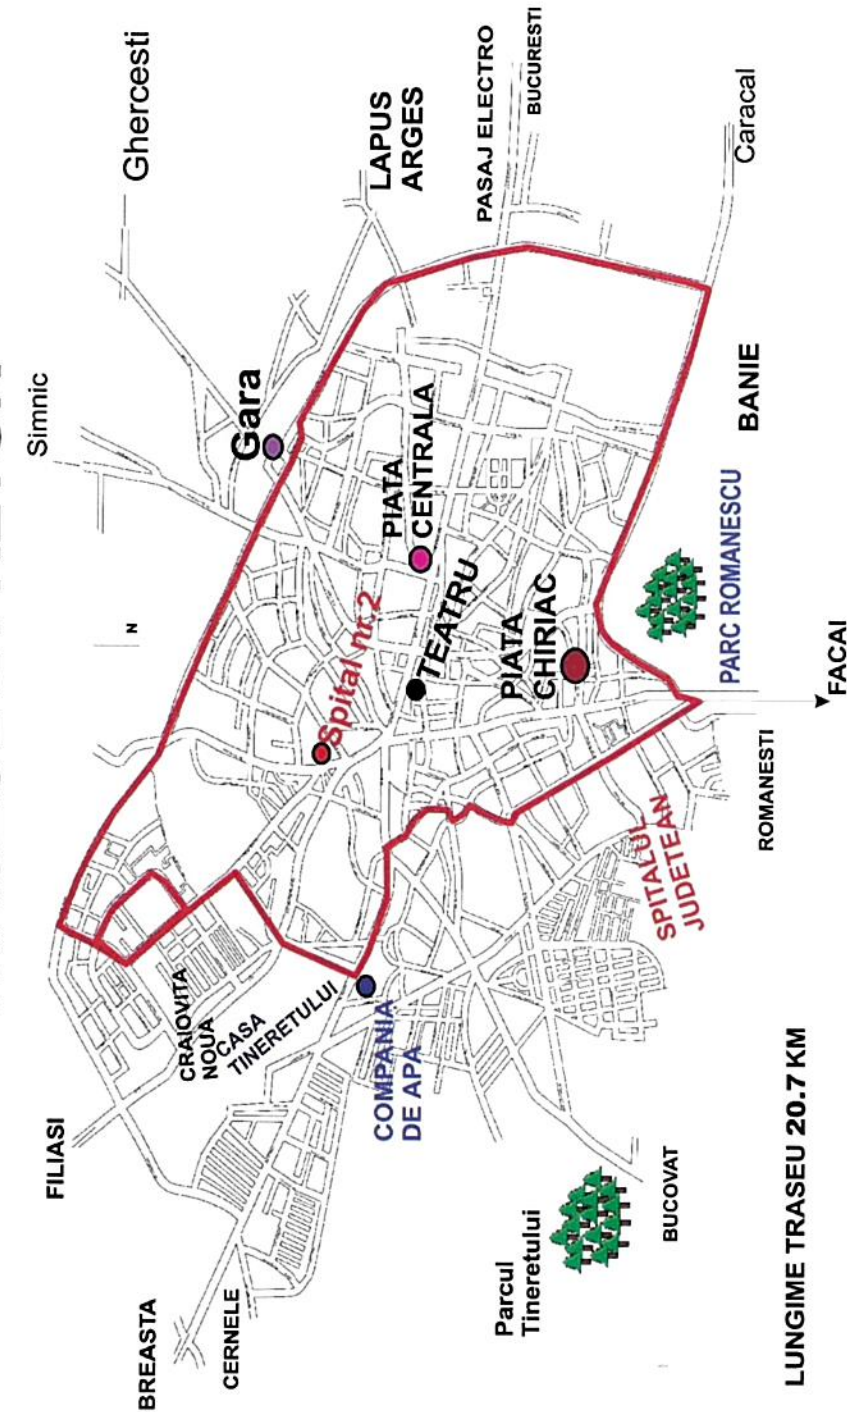 Simnic
Ghercesti
N
Gara
LAPUS
ARGES
FILIASI
Spital nr.2
PIATA
CENTRALA
PASAJ ELECTRO
BUCURESTI
BREASTA
CERNELE
CRAIOVITA
NOUA
CASA
TINERETULUI
TEATRU
COMPANIA
DE APA
PIATA
CHIRIAC
Caracal
BANIE
Parcul
Tineretului
BUCOVAT
SPITALUL
JUDETEAN
PARC ROMANESCU
ROMANESTI
FACAI
LUNGIME TRASEU 20.7 KM